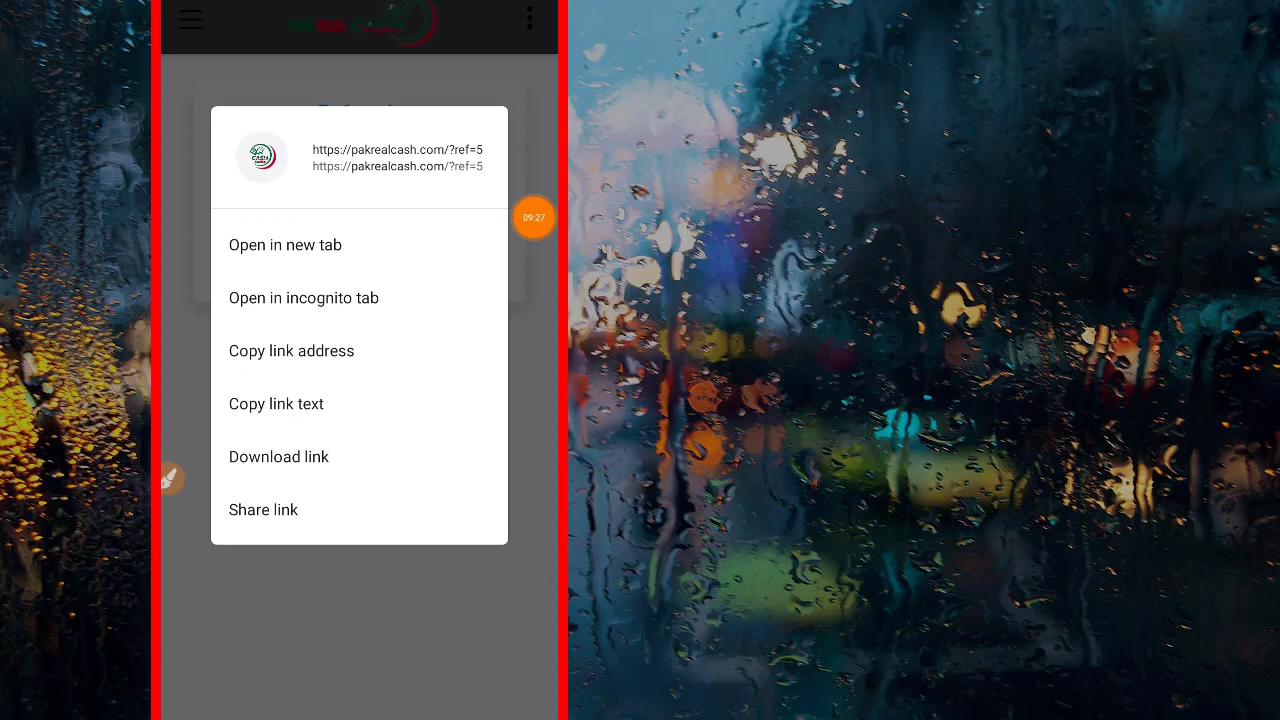 https://pakrealcash.com/?ref=5
https://pakrealcash.com/?ref=5
09:27
Open in new tab
Open in incognito tab
Copy link address
Copy link text
Download link
Share link